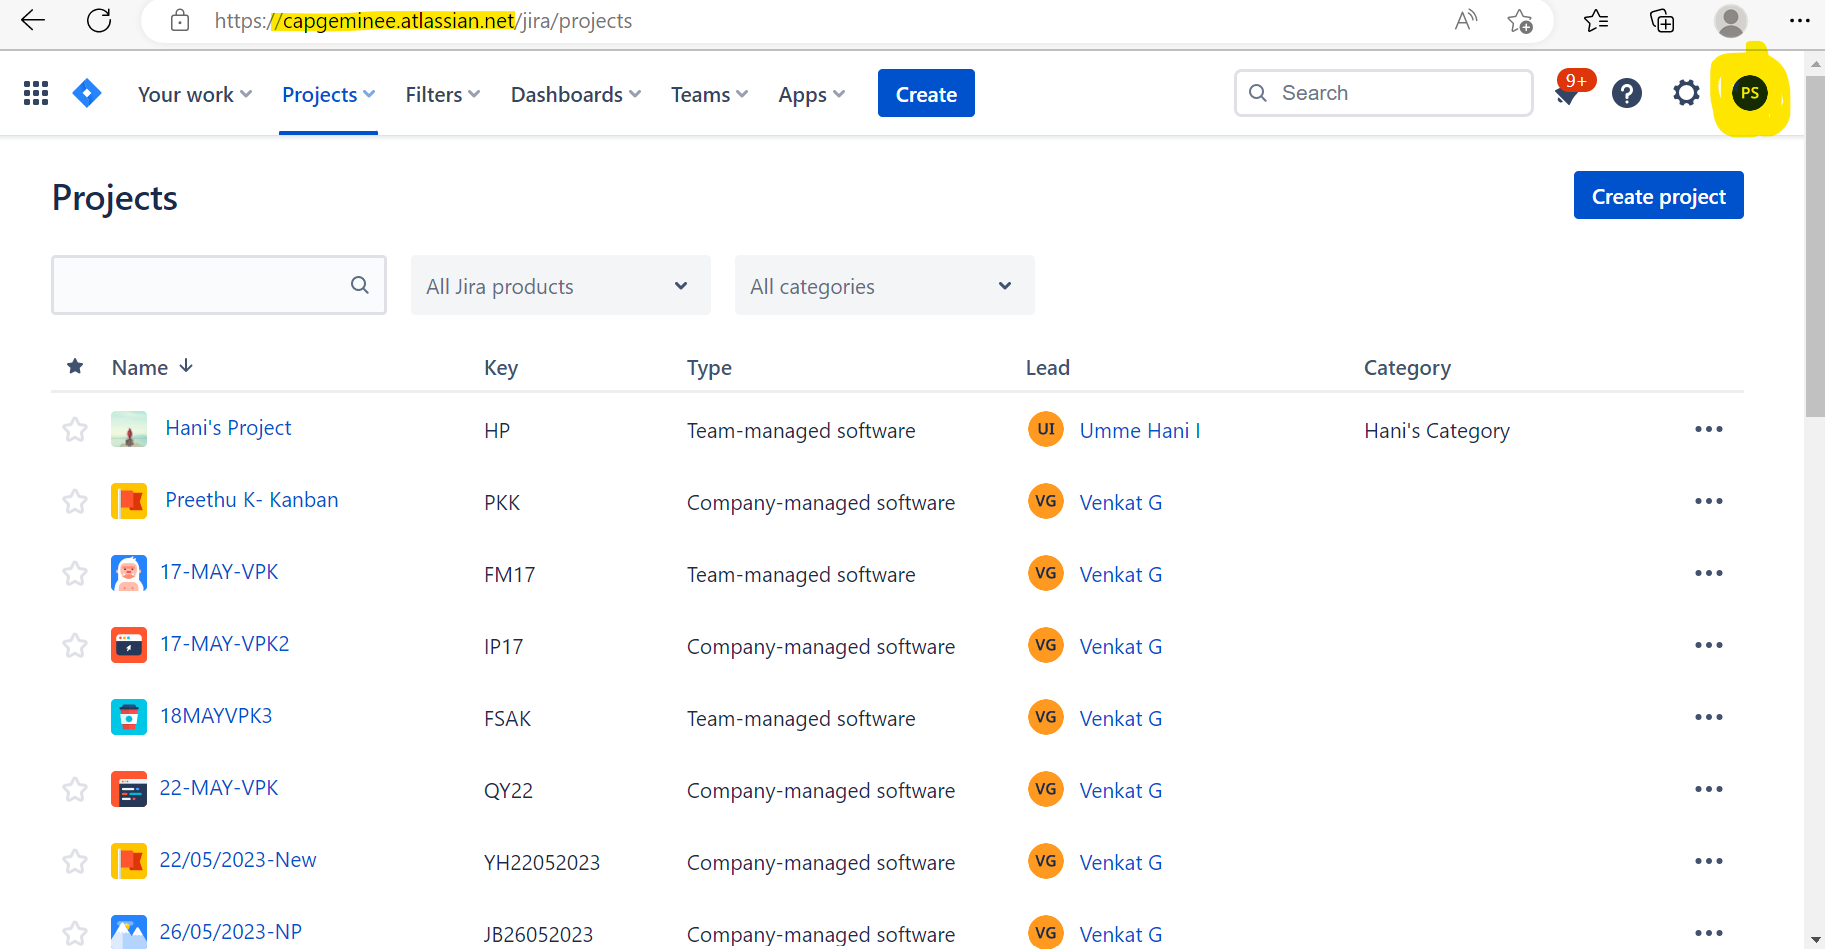 https://capgeminee.atlassian.net/jira/projects
Your work Projects Filters Dashboards Teams Apps Create Search 9+ ? PS
Projects
Create project
All Jira products All categories
Name Key Type Lead Category
Hani's Project HP Team-managed software UI Umme Hani I Hani's Category
Preethu K- Kanban PKK Company-managed software VG Venkat G
17-MAY-VPK FM17 Team-managed software VG Venkat G
17-MAY-VPK2 IP17 Company-managed software VG Venkat G
18MAYVPK3 FSAK Team-managed software VG Venkat G
22-MAY-VPK QY22 Company-managed software VG Venkat G
22/05/2023-New YH22052023 Company-managed software VG Venkat G
26/05/2023-NP JB26052023 Company-managed software VG Venkat G